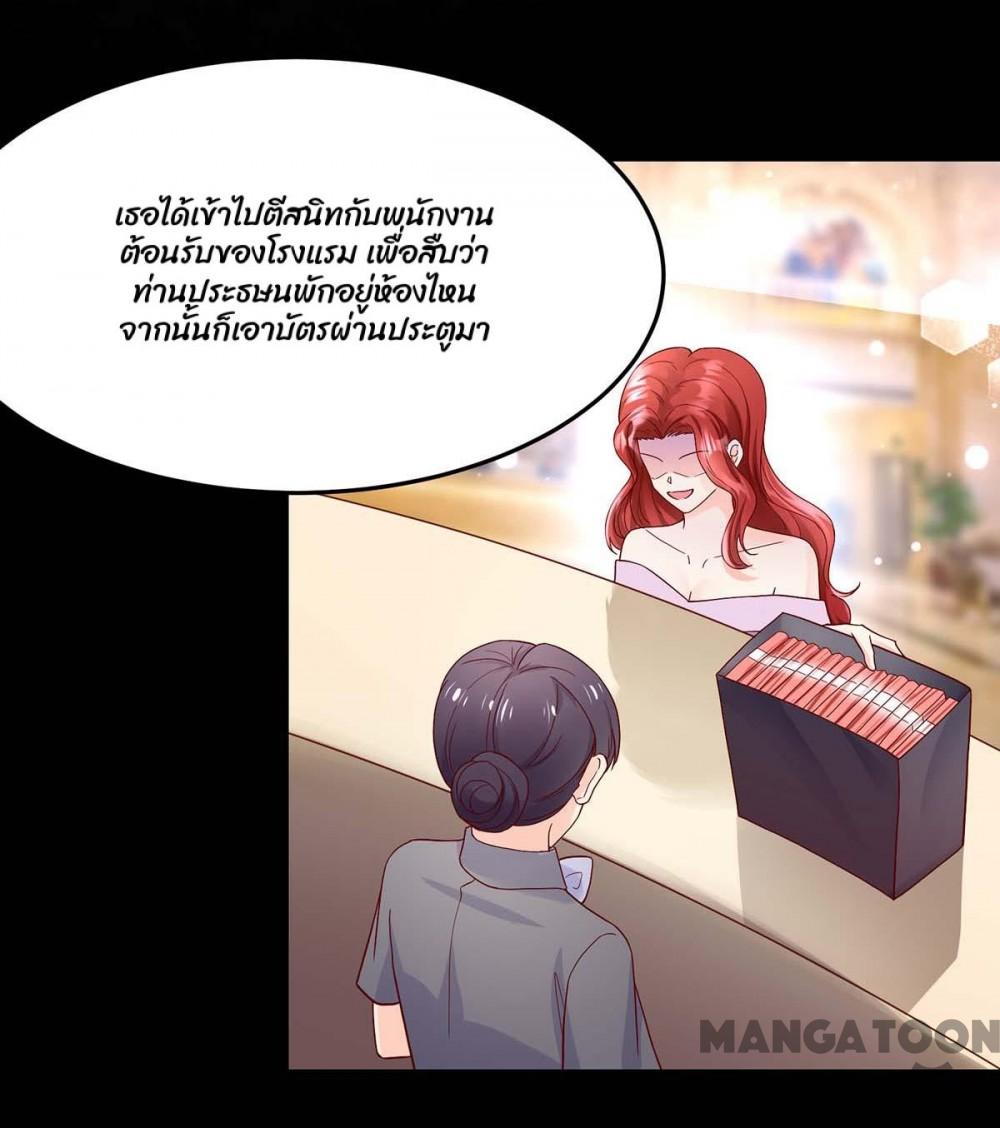 เธอได้เข้าไปตีสนิทกับพนักงาน
ต้อนรับของโรงแรม เพื่อสืบว่า
ท่านประธษนพักอยู่ห้องไหน
จากนั้นก็เอาบัตรผ่านประตูมา
MANGATOON